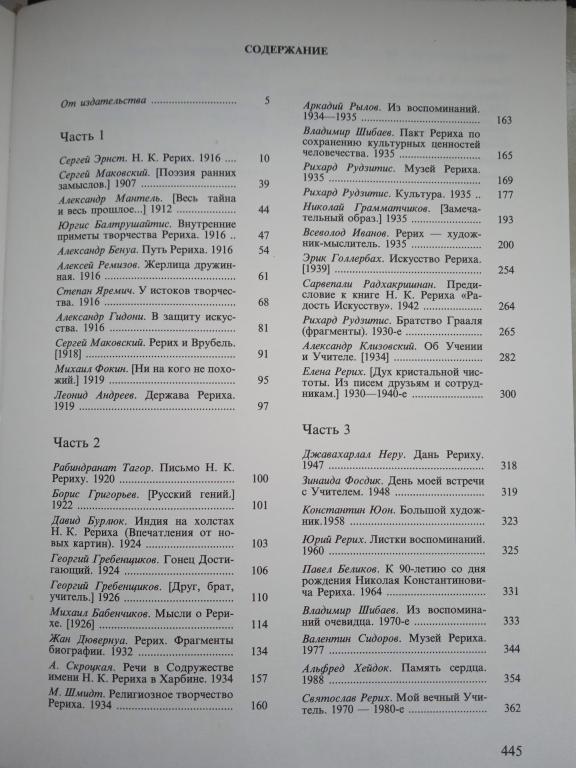 СОДЕРЖАНИЕ
От издательства ..................... 5
Часть 1
Сергей Эрнст. Н. К. Рерих. 1916 .... 10
Сергей Маковский. [Поэзия ранних
замыслов.] 1907 ..................... 39
Александр Мантель. [Весь тайна
и весь прошлое...] 1912 ............. 44
Юргис Балтрушайтис. Внутренние
приметы творчества Рериха. 1916 .. 47
Александр Бенуа. Путь Рериха. 1916 54
Алексей Ремизов. Жерлица дружин-
ная. 1916 ........................... 61
Степан Яремич. У истоков творчес-
тва. 1916 ........................... 68
Александр Гидони. В защиту искус-
ства. 1916 .......................... 81
Сергей Маковский. Рерих и Врубель.
[1918] .............................. 91
Михаил Фокин. [Ни на кого не похо-
жий.] 1919 .......................... 95
Леонид Андреев. Держава Рериха.
1919 ................................ 97
Часть 2
Рабиндранат Тагор. Письмо Н. К.
Рериху. 1920 ........................ 100
Борис Григорьев. [Русский гений.]
1922 ................................ 101
Давид Бурлюк. Индия на холстах
Н. К. Рериха (Впечатления от но-
вых картин). 1924 ................... 103
Георгий Гребенщиков. Гонец Дости-
гающий. 1924 ........................ 106
Георгий Гребенщиков. [Друг, брат,
учитель.] 1926 ...................... 110
Михаил Бабенчиков. Мысли о Рери-
хе. [1926] .......................... 114
Жан Дювернуа. Рерих. Фрагменты
биографии. 1932 ..................... 134
А. Скроцкая. Речи в Содружестве
имени Н. К. Рериха в Харбине. 1934 157
М. Шмидт. Религиозное творчество
Рериха. 1934 ........................ 160
Аркадий Рылов. Из воспоминаний.
1934—1935 ........................... 163
Владимир Шибаев. Пакт Рериха по
сохранению культурных ценностей
человечества. 1935 .................. 165
Рихард Рудзитис. Музей Рериха.
1935 ................................ 169
Рихард Рудзитис. Культура. 1935 .. 177
Николай Грамматчиков. [Замеча-
тельный образ.] 1935 ................ 193
Всеволод Иванов. Рерих — худож-
ник-мыслитель. 1935 ................. 200
Эрик Голлербах. Искусство Рериха.
[1939] .............................. 254
Сарвепали Радхакришнан. Преди-
словие к книге Н. К. Рериха «Ра-
дость Искусству». 1942 .............. 264
Рихард Рудзитис. Братство Грааля
(фрагменты). 1930-е ................. 265
Александр Клизовский. Об Учении
и Учителе. [1934] ................... 282
Елена Рерих. [Дух кристальной чис-
тоты. Из писем друзьям и сотруд-
никам.] 1930—1940-е ................. 300
Часть 3
Джавахарлал Неру. Дань Рериху.
1947 ................................ 318
Зинаида Фосдик. День моей встречи
с Учителем. 1948 .................... 319
Константин Юон. Большой худож-
ник.1958 ............................ 323
Юрий Рерих. Листки воспоминаний.
1960 ................................ 325
Павел Беликов. К 90-летию со дня
рождения Николая Константинови-
ча Рериха. 1964 ..................... 331
Владимир Шибаев. Из воспомина-
ний очевидца. 1970-е ................ 333
Валентин Сидоров. Музей Рериха.
1977 ................................ 344
Альфред Хейдок. Память сердца.
1988 ................................ 354
Святослав Рерих. Мой вечный Учи-
тель. 1970 — 1980-е ................. 362
445